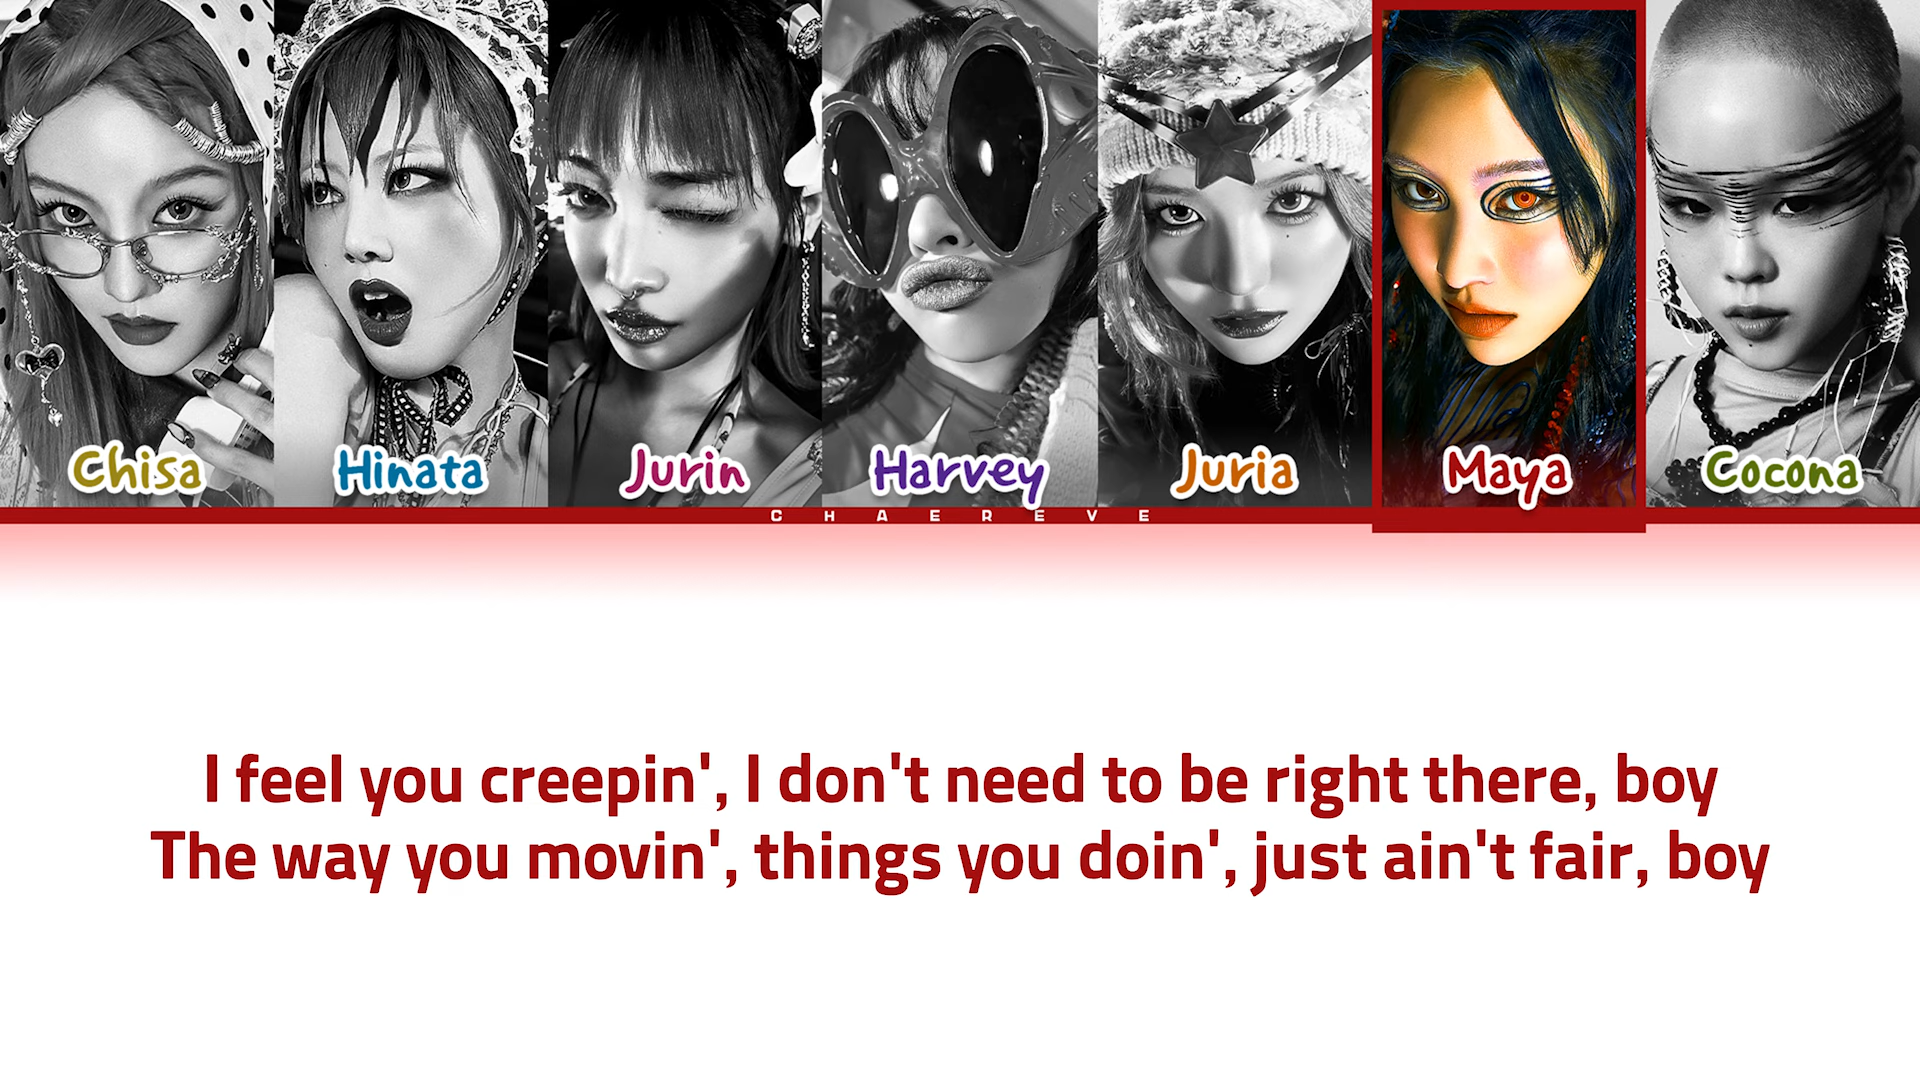 Chisa Hinata Jurin Harvey Juria Maya Cocona
CHAEREVE
I feel you creepin', I don't need to be right there, boy
The way you movin', things you doin', just ain't fair, boy